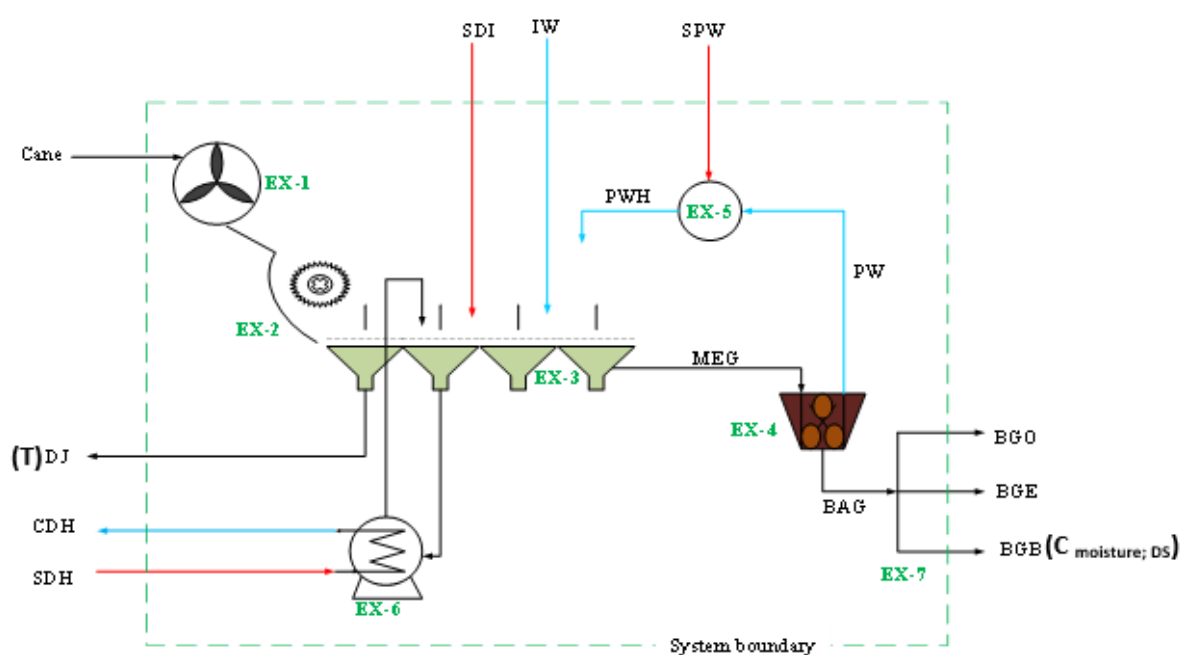 SDI
IW
SPW
Cane
EX-1
PWH
EX-5
PW
EX-2
MEG
EX-3
EX-4
BGO
(T)DJ
BGE
BAG
CDH
BGB(C moisture; DS)
EX-7
SDH
EX-6
System boundary